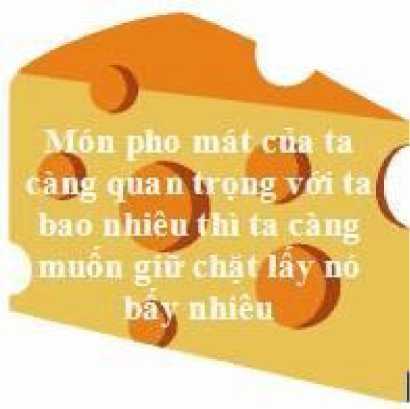 Món pho mát của ta
càng quan trọng với ta
bao nhiêu thì ta càng
muốn giữ chặt lấy nó
bấy nhiêu